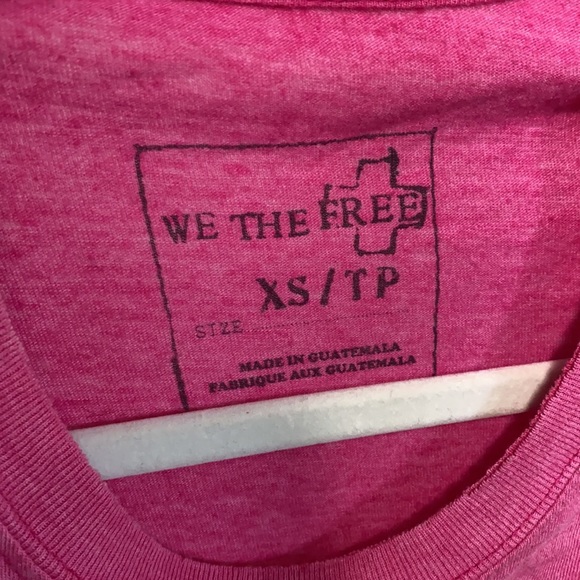 WE THE FREE
XS/TP
SIZE
MADE IN GUATEMALA
FABRIQUE AUX GUATEMALA